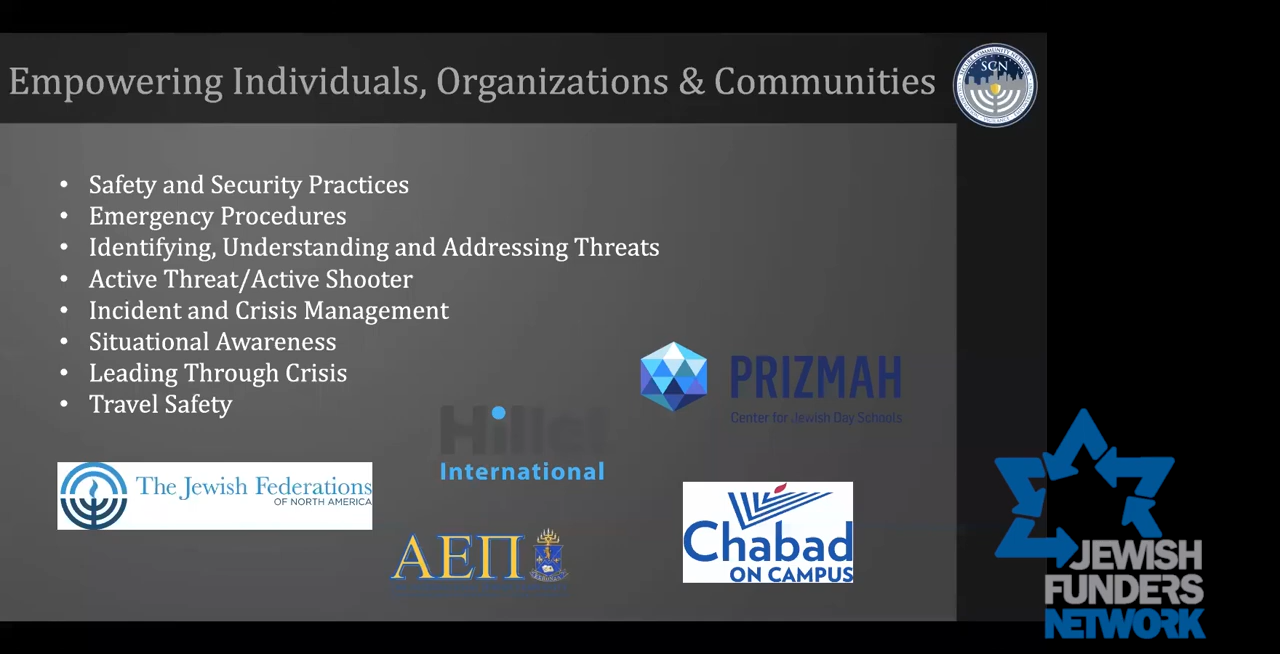 Empowering Individuals, Organizations & Communities
SCN
• Safety and Security Practices
• Emergency Procedures
• Identifying, Understanding and Addressing Threats
• Active Threat/Active Shooter
• Incident and Crisis Management
• Situational Awareness
• Leading Through Crisis
• Travel Safety
PRIZMAH
Center for Jewish Day Schools
Hillel
International
The Jewish Federations
OF NORTH AMERICA
ΑΕΠ
Chabad
ON CAMPUS
JEWISH
FUNDERS
NETWORK